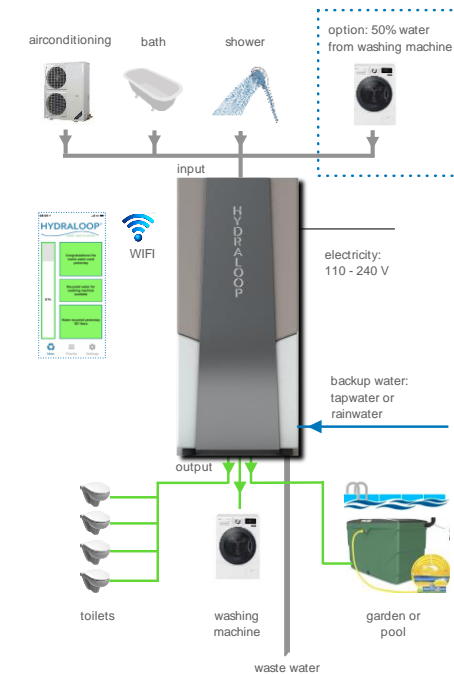 option: 50% water
from washing machine
airconditioning
bath
shower
input
HYDRALOOP
HYDRALOOP
WIFI
electricity:
110 - 240 V
backup water:
tapwater or
rainwater
output
toilets
washing
machine
garden or
pool
waste water